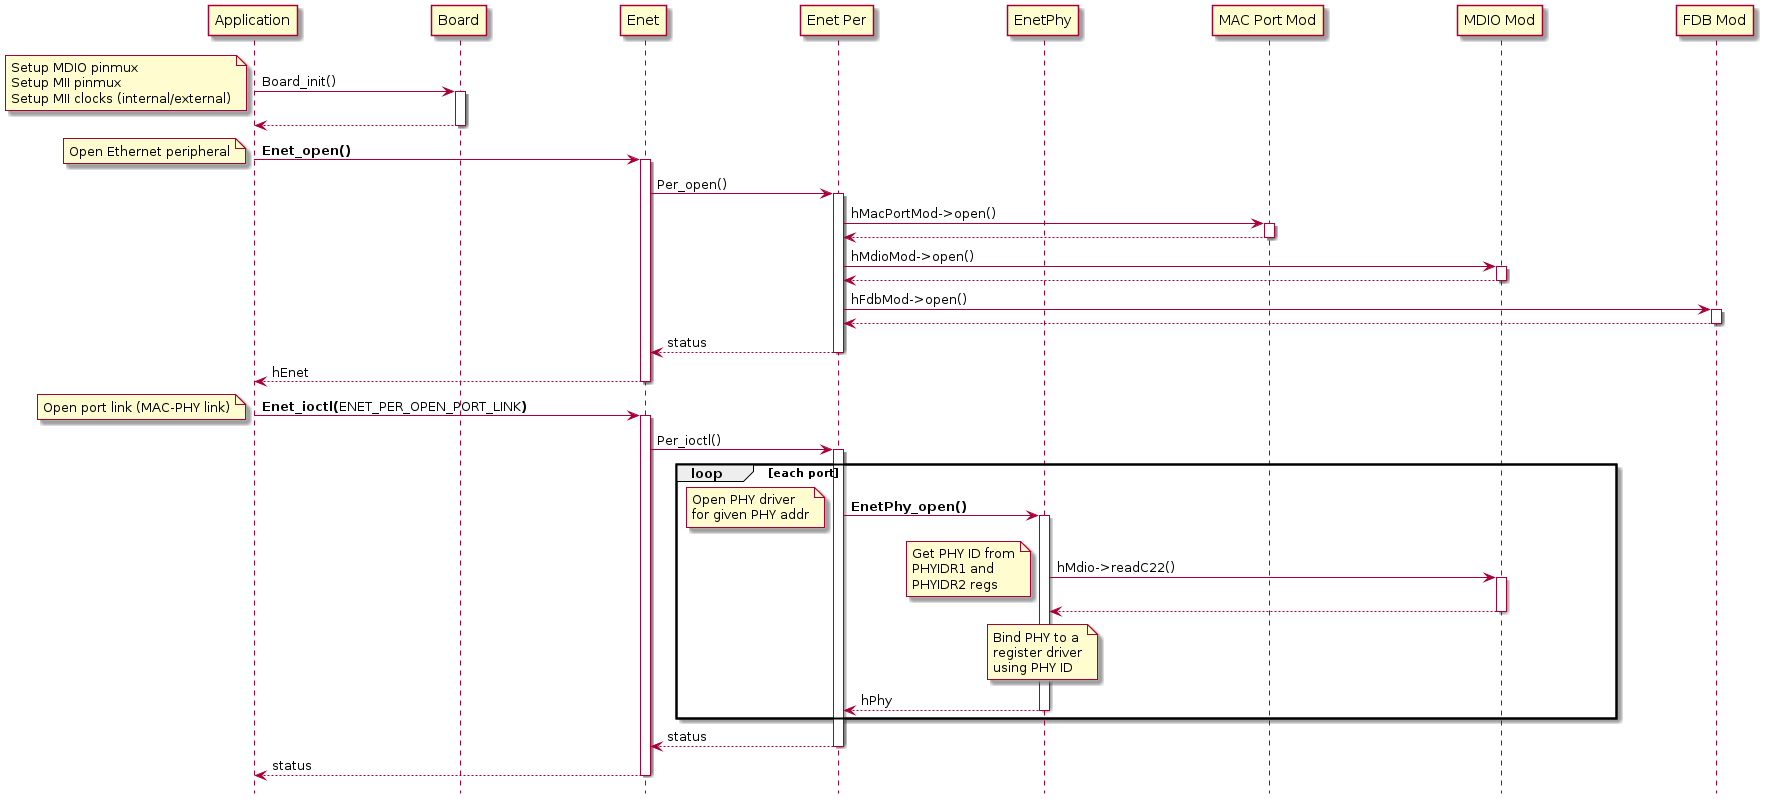 Application
Board
Enet
Enet Per
EnetPhy
MAC Port Mod
MDIO Mod
FDB Mod
Setup MDIO pinmux
Setup MII pinmux
Setup MII clocks (internal/external)
Board_init()
Open Ethernet peripheral
Enet_open()
Per_open()
hMacPortMod->open()
hMdioMod->open()
hFdbMod->open()
status
hEnet
Open port link (MAC-PHY link)
Enet_ioctl(ENET_PER_OPEN_PORT_LINK)
Per_ioctl()
loop
[each port]
Open PHY driver
for given PHY addr
EnetPhy_open()
Get PHY ID from
PHYIDR1 and
PHYIDR2 regs
hMdio->readC22()
Bind PHY to a
register driver
using PHY ID
hPhy
status
status